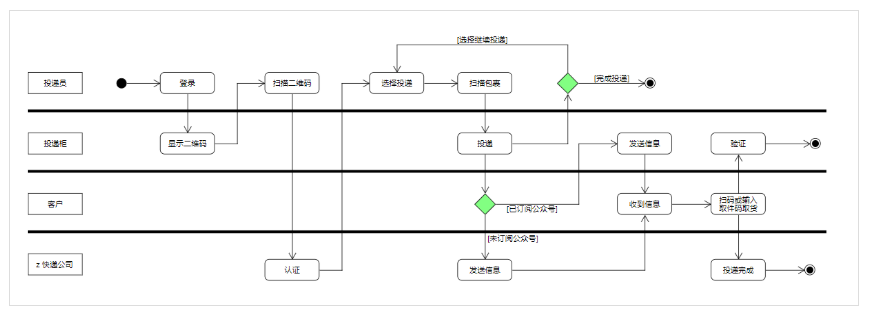 [选择继续投递]
投递员
登录
扫描二维码
选择投递
扫描包裹
[完成投递]
投递柜
显示二维码
投递
发送信息
验证
客户
[已订阅公众号]
收到信息
扫码或输入
取件码取货
[未订阅公众号]
z 快递公司
认证
发送信息
投递完成